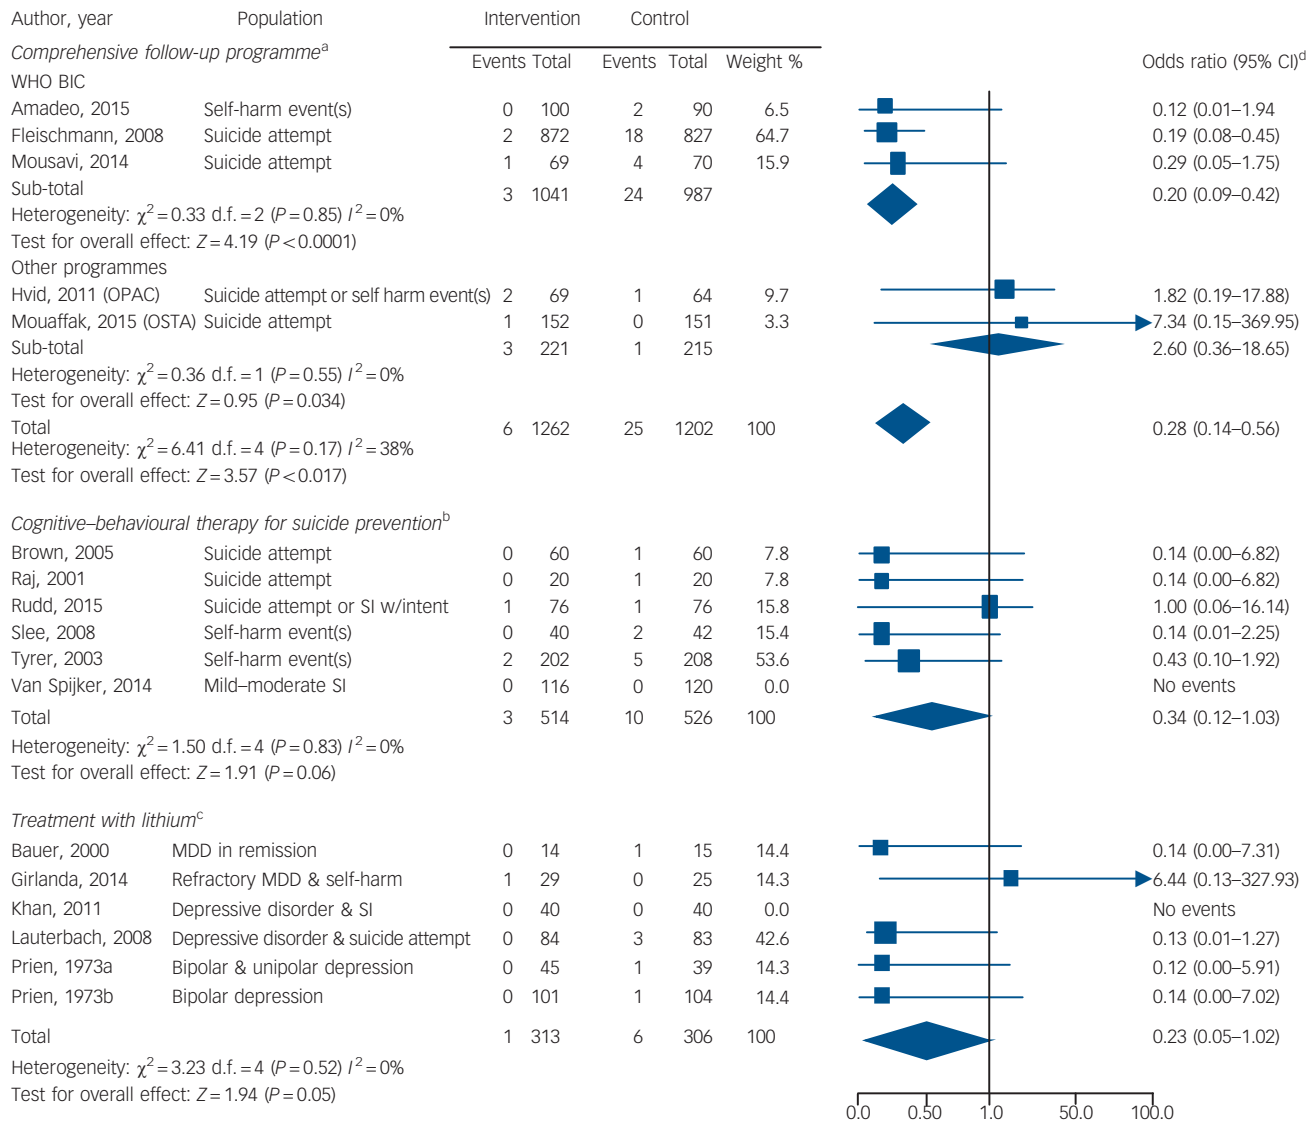 Author, year Population Intervention Control
Comprehensive follow-up programmeᵃ Events Total Events Total Weight % Odds ratio (95% CI)ᵈ
WHO BIC
Amadeo, 2015 Self-harm event(s) 0 100 2 90 6.5 0.12 (0.01–1.94
Fleischmann, 2008 Suicide attempt 2 872 18 827 64.7 0.19 (0.08–0.45)
Mousavi, 2014 Suicide attempt 1 69 4 70 15.9 0.29 (0.05–1.75)
Sub-total 3 1041 24 987 0.20 (0.09–0.42)
Heterogeneity: χ² = 0.33 d.f. = 2 (P = 0.85) I² = 0%
Test for overall effect: Z = 4.19 (P < 0.0001)
Other programmes
Hvid, 2011 (OPAC) Suicide attempt or self harm event(s) 2 69 1 64 9.7 1.82 (0.19–17.88)
Mouaffak, 2015 (OSTA) Suicide attempt 1 152 0 151 3.3 7.34 (0.15–369.95)
Sub-total 3 221 1 215 2.60 (0.36–18.65)
Heterogeneity: χ² = 0.36 d.f. = 1 (P = 0.55) I² = 0%
Test for overall effect: Z = 0.95 (P = 0.034)
Total 6 1262 25 1202 100 0.28 (0.14–0.56)
Heterogeneity: χ² = 6.41 d.f. = 4 (P = 0.17) I² = 38%
Test for overall effect: Z = 3.57 (P < 0.017)
Cognitive–behavioural therapy for suicide preventionᵇ
Brown, 2005 Suicide attempt 0 60 1 60 7.8 0.14 (0.00–6.82)
Raj, 2001 Suicide attempt 0 20 1 20 7.8 0.14 (0.00–6.82)
Rudd, 2015 Suicide attempt or SI w/intent 1 76 1 76 15.8 1.00 (0.06–16.14)
Slee, 2008 Self-harm event(s) 0 40 2 42 15.4 0.14 (0.01–2.25)
Tyrer, 2003 Self-harm event(s) 2 202 5 208 53.6 0.43 (0.10–1.92)
Van Spijker, 2014 Mild–moderate SI 0 116 0 120 0.0 No events
Total 3 514 10 526 100 0.34 (0.12–1.03)
Heterogeneity: χ² = 1.50 d.f. = 4 (P = 0.83) I² = 0%
Test for overall effect: Z = 1.91 (P = 0.06)
Treatment with lithiumᶜ
Bauer, 2000 MDD in remission 0 14 1 15 14.4 0.14 (0.00–7.31)
Girlanda, 2014 Refractory MDD & self-harm 1 29 0 25 14.3 6.44 (0.13–327.93)
Khan, 2011 Depressive disorder & SI 0 40 0 40 0.0 No events
Lauterbach, 2008 Depressive disorder & suicide attempt 0 84 3 83 42.6 0.13 (0.01–1.27)
Prien, 1973a Bipolar & unipolar depression 0 45 1 39 14.3 0.12 (0.00–5.91)
Prien, 1973b Bipolar depression 0 101 1 104 14.4 0.14 (0.00–7.02)
Total 1 313 6 306 100 0.23 (0.05–1.02)
Heterogeneity: χ² = 3.23 d.f. = 4 (P = 0.52) I² = 0%
Test for overall effect: Z = 1.94 (P = 0.05)
0.0 0.50 1.0 50.0 100.0